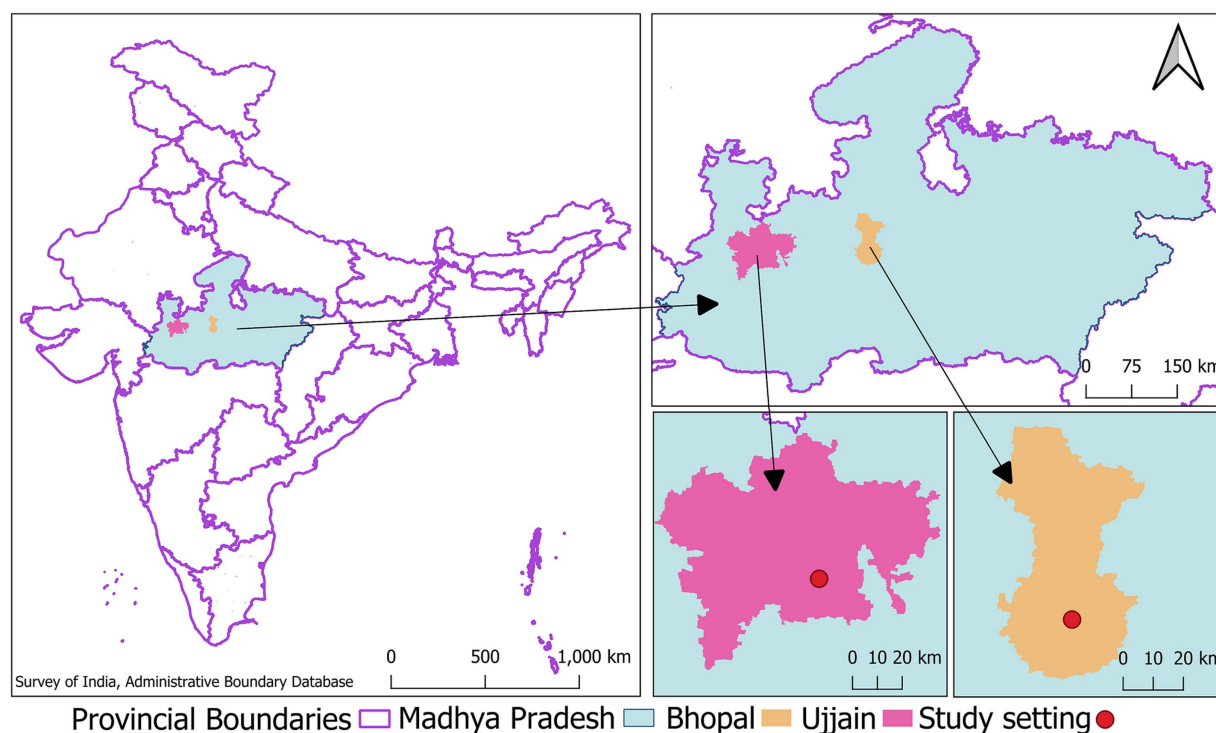 0 75 150 km
0 500 1,000 km
Survey of India, Administrative Boundary Database
0 10 20 km
0 10 20 km
Provincial Boundaries Madhya Pradesh Bhopal Ujjain Study setting